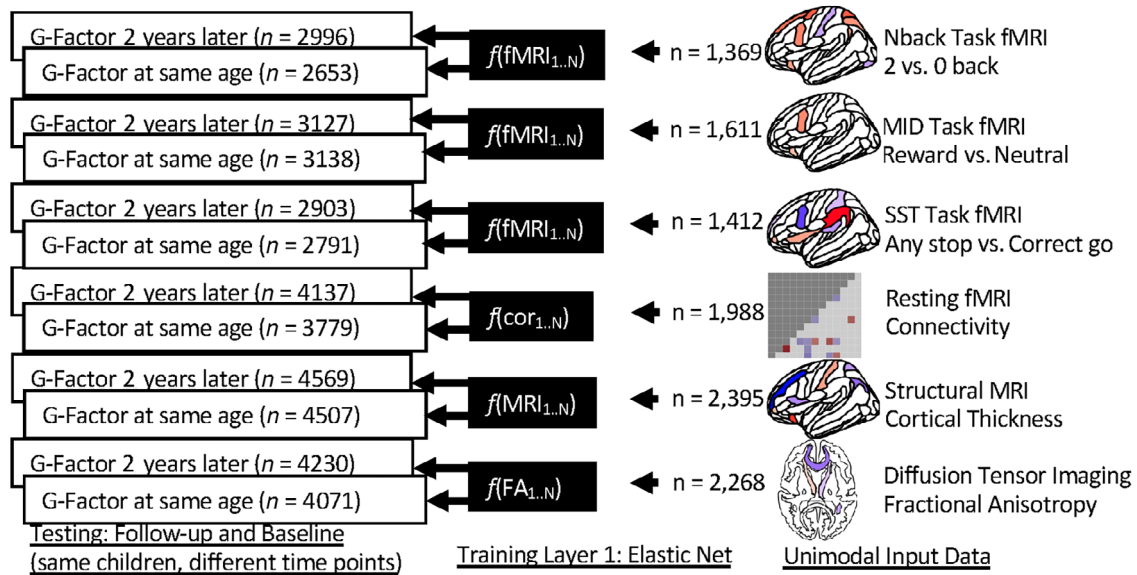 G-Factor 2 years later (n = 2996)
G-Factor at same age (n = 2653)
f(fMRI1..N)
n = 1,369
Nback Task fMRI
2 vs. 0 back
G-Factor 2 years later (n = 3127)
G-Factor at same age (n = 3138)
f(fMRI1..N)
n = 1,611
MID Task fMRI
Reward vs. Neutral
G-Factor 2 years later (n = 2903)
G-Factor at same age (n = 2791)
f(fMRI1..N)
n = 1,412
SST Task fMRI
Any stop vs. Correct go
G-Factor 2 years later (n = 4137)
G-Factor at same age (n = 3779)
f(cor1..N)
n = 1,988
Resting fMRI
Connectivity
G-Factor 2 years later (n = 4569)
G-Factor at same age (n = 4507)
f(MRI1..N)
n = 2,395
Structural MRI
Cortical Thickness
G-Factor 2 years later (n = 4230)
G-Factor at same age (n = 4071)
f(FA1..N)
n = 2,268
Diffusion Tensor Imaging
Fractional Anisotropy
Testing: Follow-up and Baseline
(same children, different time points)
Training Layer 1: Elastic Net
Unimodal Input Data